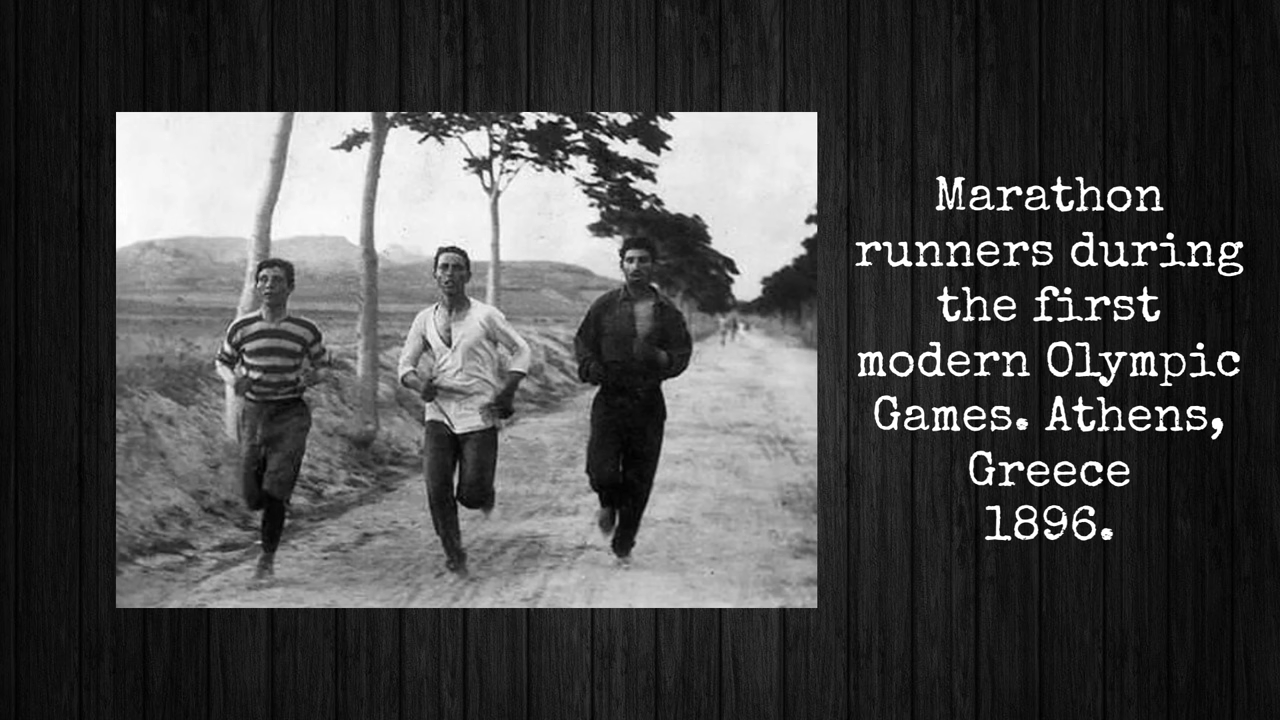 Marathon
runners during
the first
modern Olympic
Games. Athens,
Greece
1896.